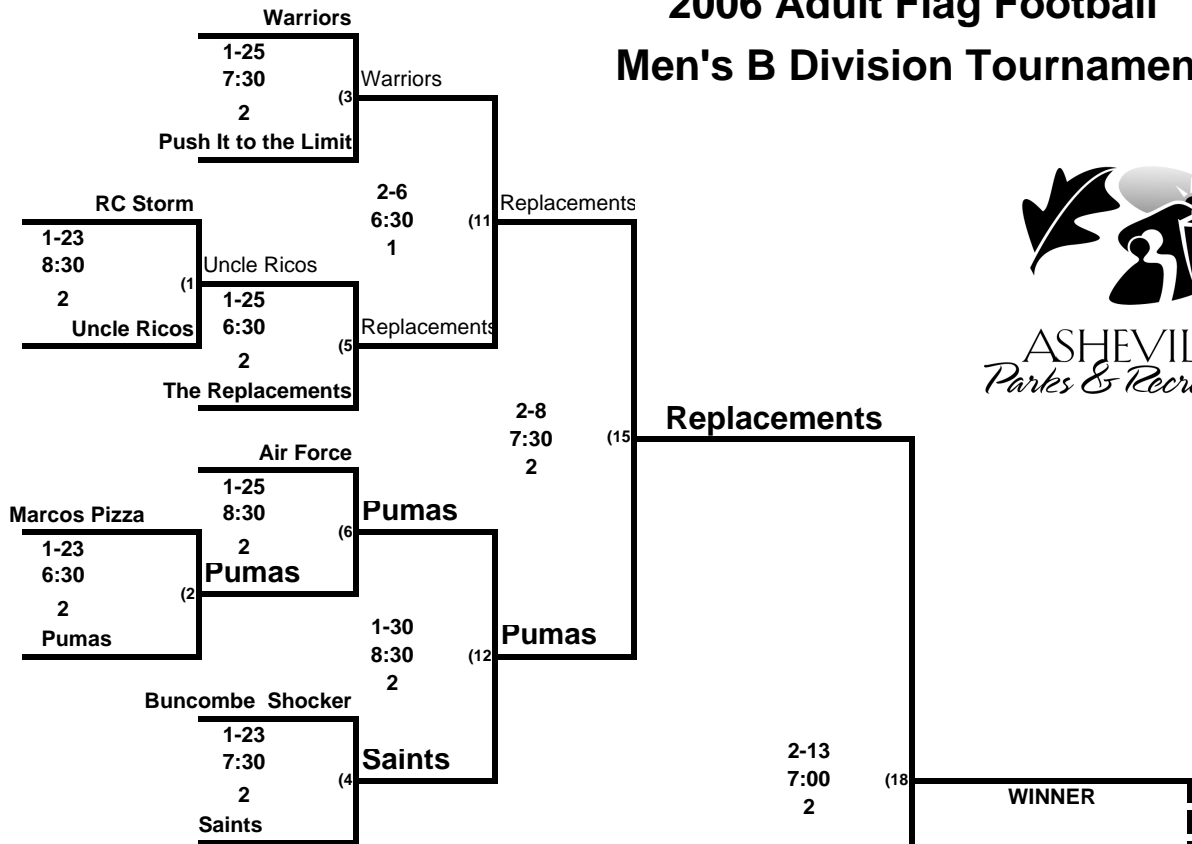 2006 Adult Flag Football
Men's B Division Tournamen
Warriors
1-25
7:30
2
(3
Push It to the Limit
Warriors
RC Storm
1-23
8:30
2
(1
Uncle Ricos
Uncle Ricos
1-25
6:30
2
(5
The Replacements
Replacements
2-6
6:30
1
(11
Replacements
Air Force
1-25
8:30
2
(6
Marcos Pizza
1-23
6:30
2
(2
Pumas
Pumas
Pumas
1-30
8:30
2
(12
Pumas
Buncombe Shocker
1-23
7:30
2
(4
Saints
Saints
2-8
7:30
2
(15
Replacements
2-13
7:00
2
(18
WINNER
ASHEVIL
Parks & Recr